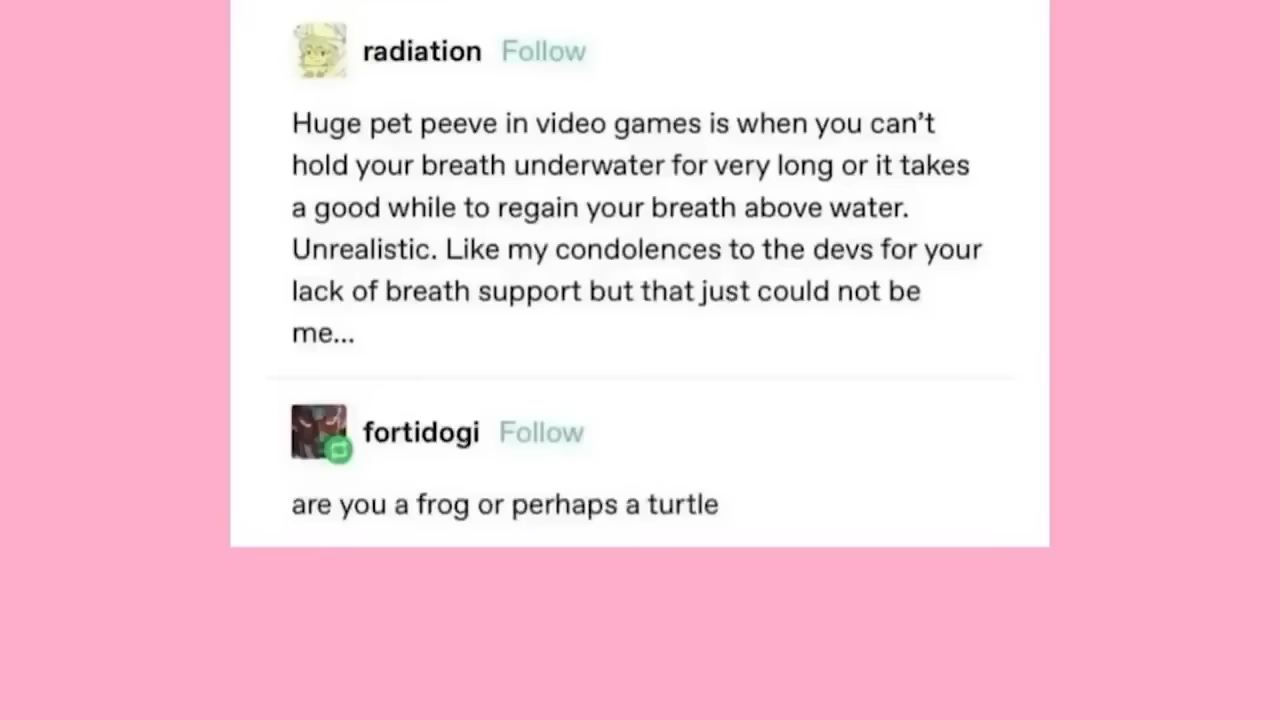 radiation Follow
Huge pet peeve in video games is when you can’t
hold your breath underwater for very long or it takes
a good while to regain your breath above water.
Unrealistic. Like my condolences to the devs for your
lack of breath support but that just could not be
me...
fortidogi Follow
are you a frog or perhaps a turtle